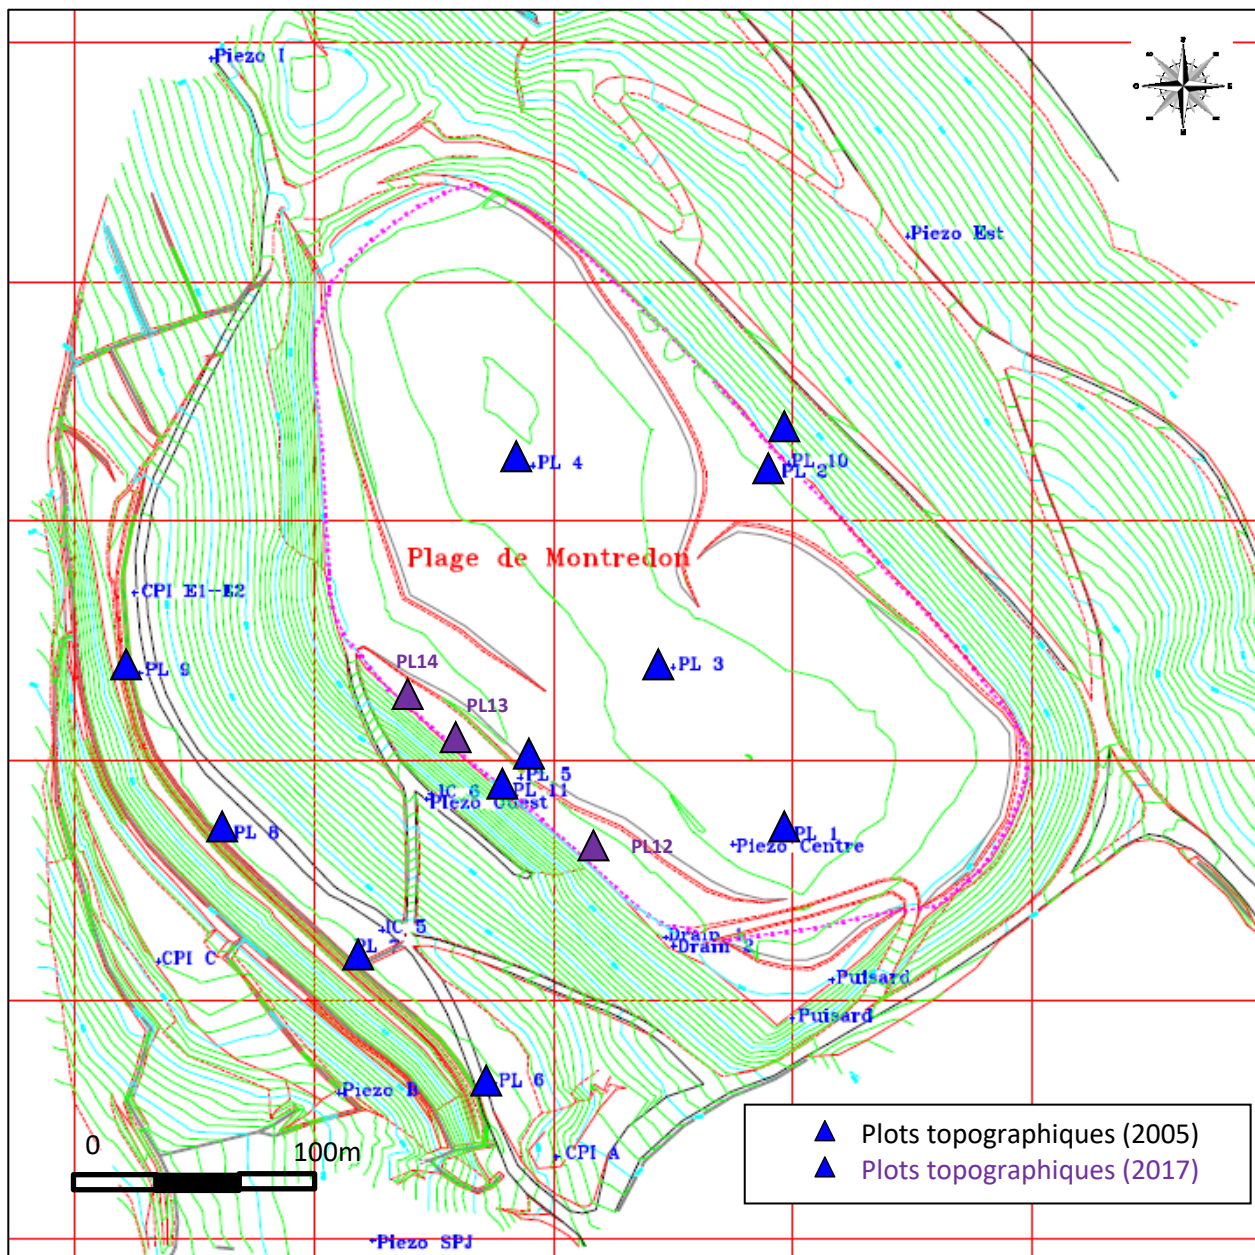 Piezo I
Piezo Est
PL 4
PL 10
PL 2
Plage de Montredon
CPI E1-E2
PL14
PL 3
PL 9
PL13
PL 5
PL 11
IC 6
Piezo Ouest
PL 8
PL 1
Piezo Centre
PL12
IC 5
PL 7
Drain 1
Drain 2
CPI C
Puisard
Puisard
PL 6
Piezo B
CPI A
0
100m
Plots topographiques (2005)
Plots topographiques (2017)
Piezo SPJ